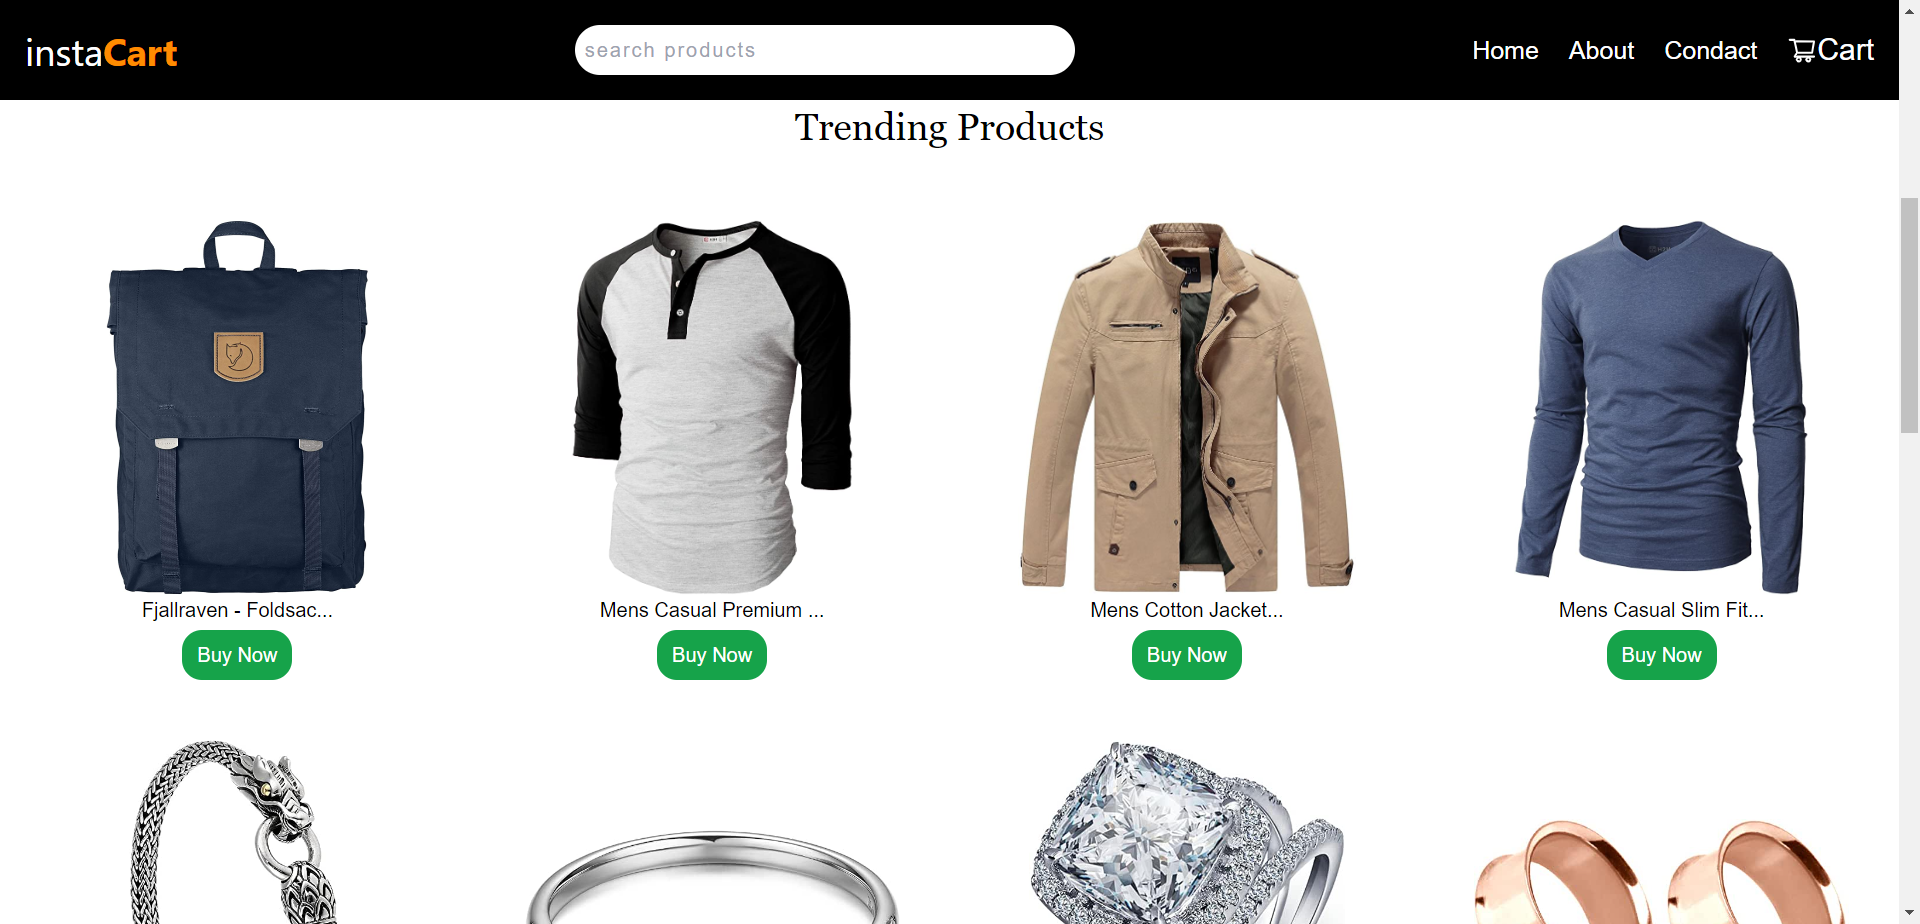 instaCart
search products
Home
About
Condact
Cart
Trending Products
Fjallraven - Foldsac...
Mens Casual Premium ...
Mens Cotton Jacket...
Mens Casual Slim Fit...
Buy Now
Buy Now
Buy Now
Buy Now